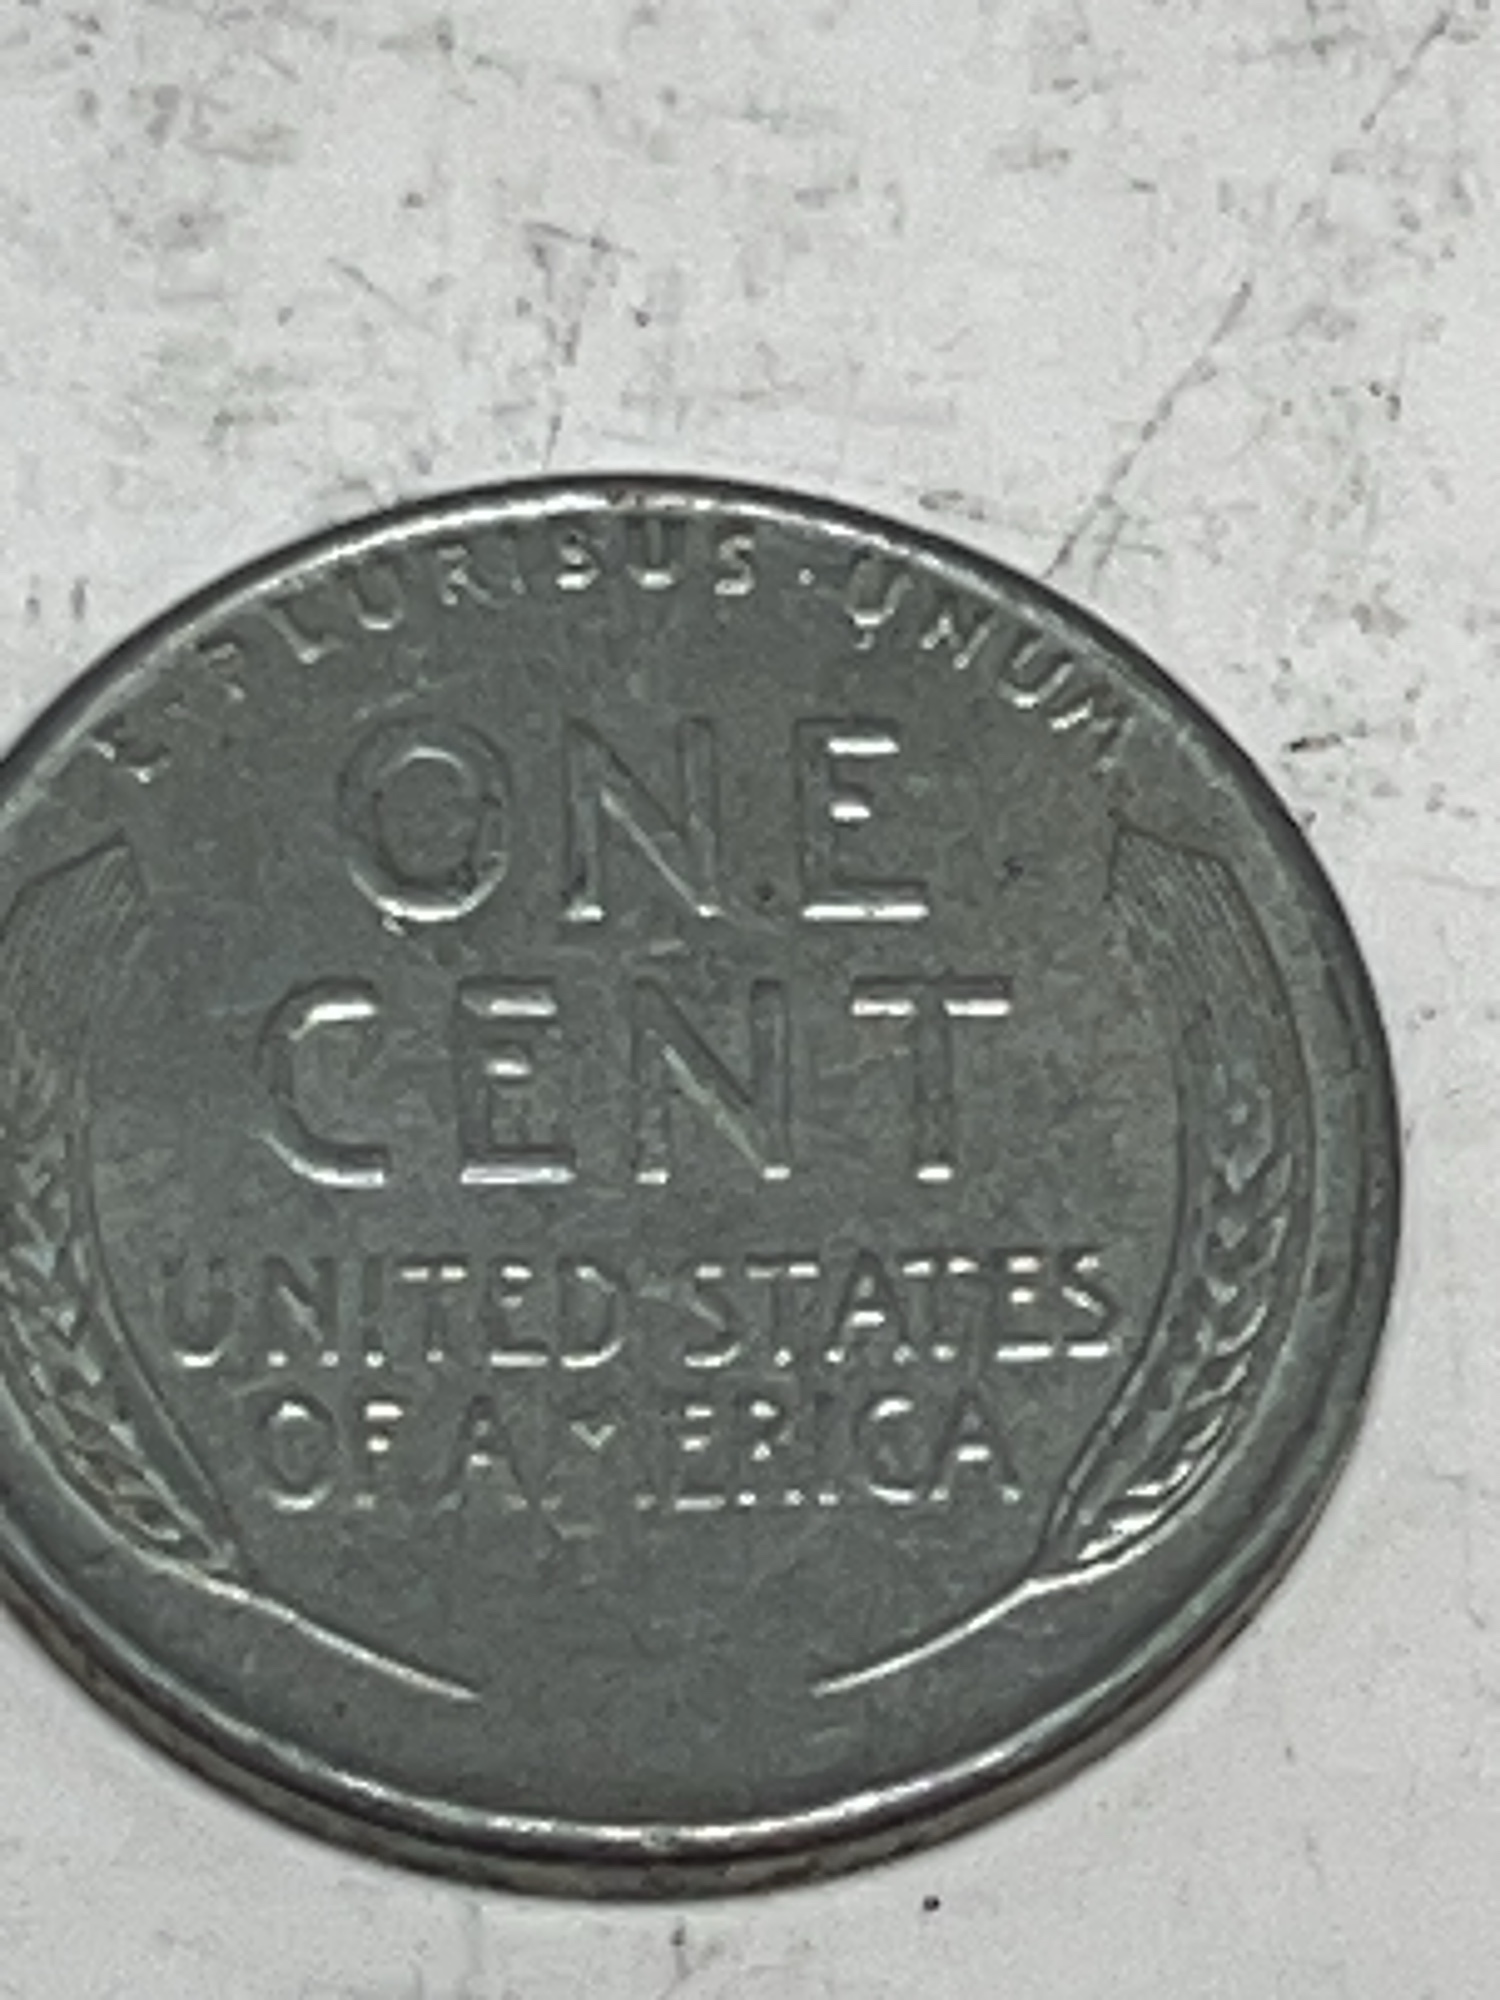 E PLURIBUS · UNUM
ONE
CENT
UNITED STATES
OF AMERICA